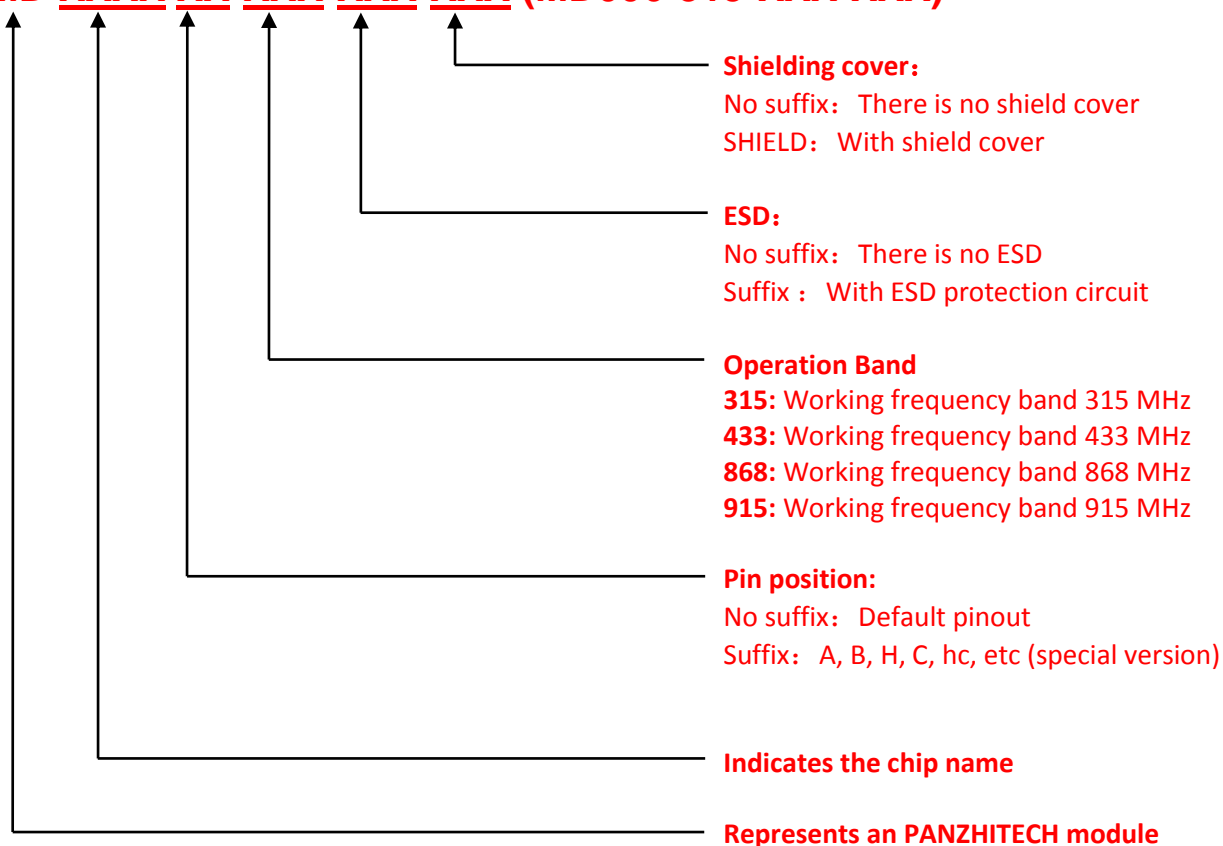 Shielding cover：
No suffix： There is no shield cover
SHIELD： With shield cover
ESD：
No suffix： There is no ESD
Suffix ： With ESD protection circuit
Operation Band
315: Working frequency band 315 MHz
433: Working frequency band 433 MHz
868: Working frequency band 868 MHz
915: Working frequency band 915 MHz
Pin position:
No suffix： Default pinout
Suffix： A, B, H, C, hc, etc (special version)
Indicates the chip name
Represents an PANZHITECH module